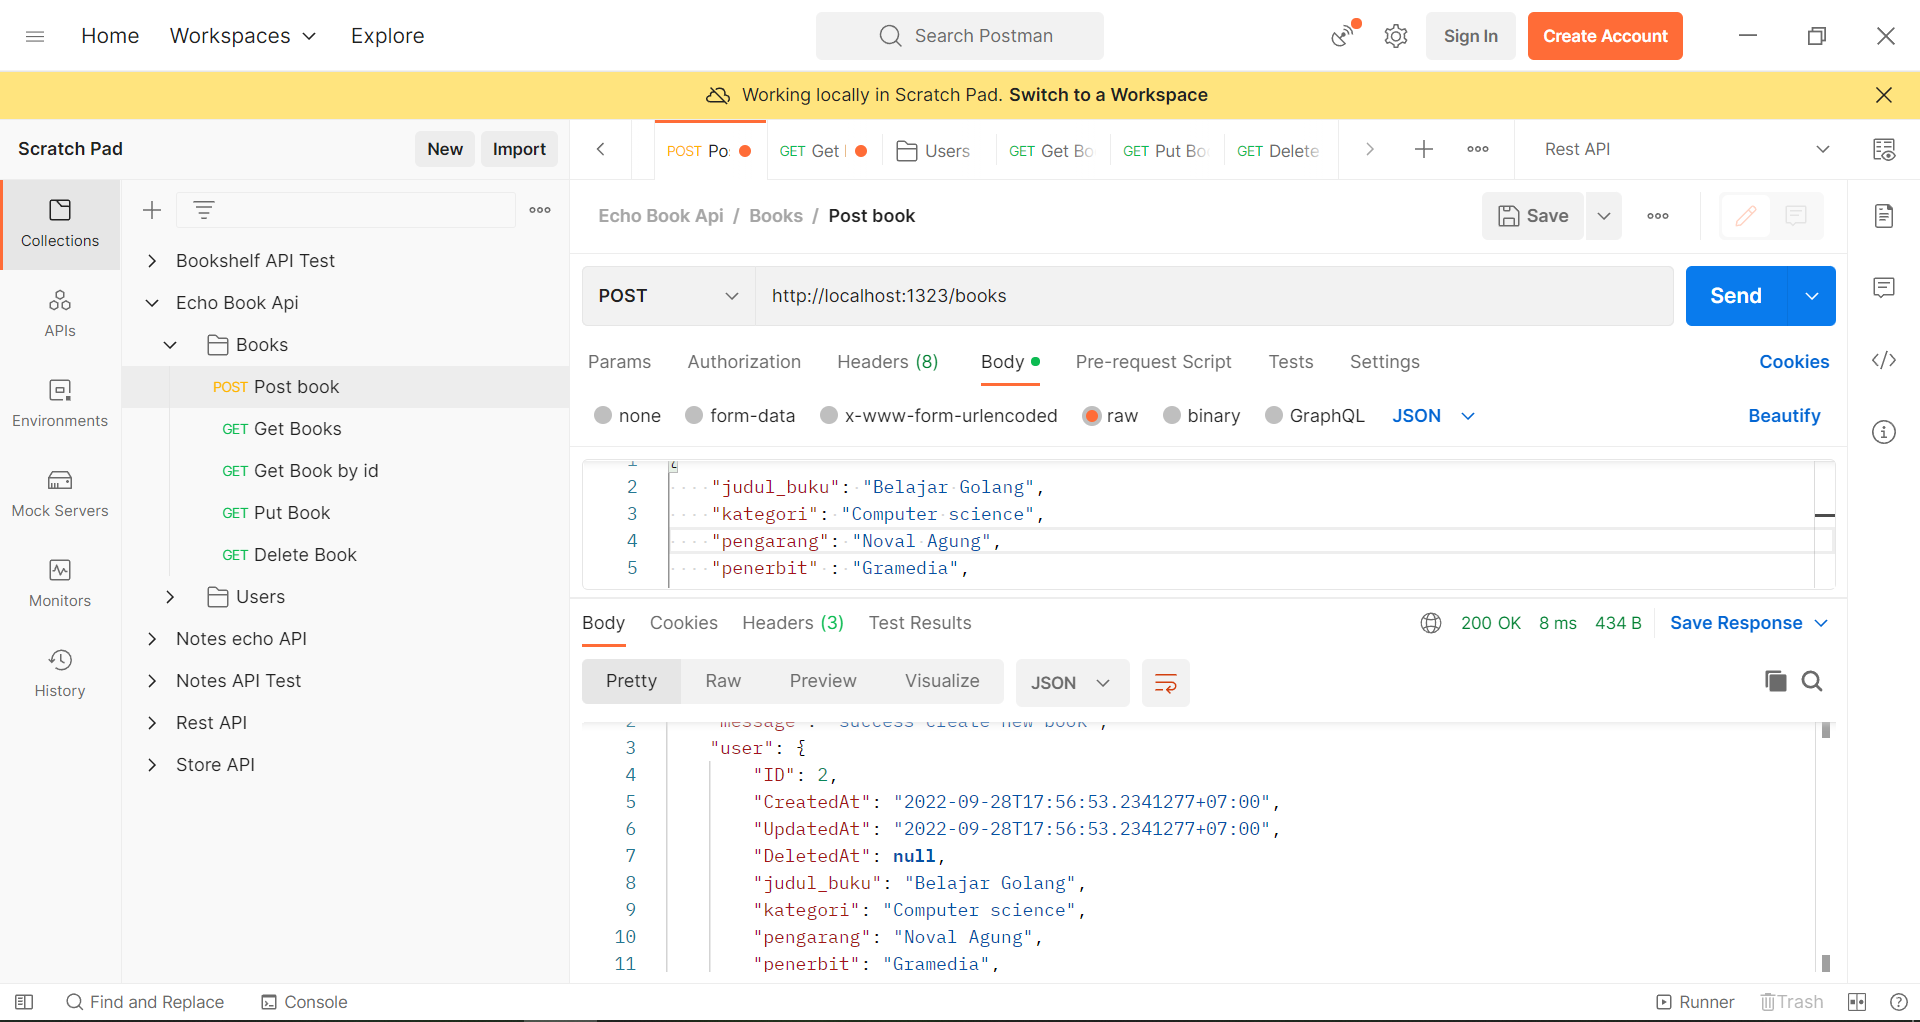 Home Workspaces Explore Search Postman Sign In Create Account
Working locally in Scratch Pad. Switch to a Workspace
Scratch Pad New Import
POST Po GET Get Users GET Get Bo GET Put Bo GET Delete Rest API
Collections
APIs
Environments
Mock Servers
Monitors
History
Bookshelf API Test
Echo Book Api
Books
POST Post book
GET Get Books
GET Get Book by id
GET Put Book
GET Delete Book
Users
Notes echo API
Notes API Test
Rest API
Store API
Echo Book Api / Books / Post book Save
POST http://localhost:1323/books Send
Params Authorization Headers (8) Body Pre-request Script Tests Settings Cookies
none form-data x-www-form-urlencoded raw binary GraphQL JSON Beautify
1 {
2 "judul_buku": "Belajar Golang",
3 "kategori": "Computer science",
4 "pengarang": "Noval Agung",
5 "penerbit" : "Gramedia",
Body Cookies Headers (3) Test Results 200 OK 8 ms 434 B Save Response
Pretty Raw Preview Visualize JSON
2 "message": "success create new book",
3 "user": {
4 "ID": 2,
5 "CreatedAt": "2022-09-28T17:56:53.2341277+07:00",
6 "UpdatedAt": "2022-09-28T17:56:53.2341277+07:00",
7 "DeletedAt": null,
8 "judul_buku": "Belajar Golang",
9 "kategori": "Computer science",
10 "pengarang": "Noval Agung",
11 "penerbit": "Gramedia",
Find and Replace Console Runner Trash